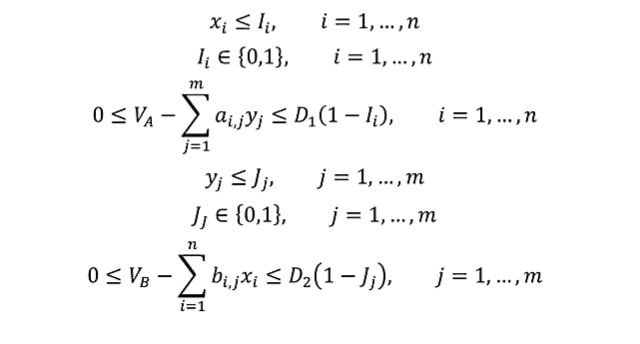 x_i ≤ I_i,  i = 1, …, n
I_i ∈ {0,1},  i = 1, …, n
0 ≤ V_A − ∑_{j=1}^{m} a_{i,j}y_j ≤ D_1(1 − I_i),  i = 1, …, n
y_j ≤ J_j,  j = 1, …, m
J_J ∈ {0,1},  j = 1, …, m
0 ≤ V_B − ∑_{i=1}^{n} b_{i,j}x_i ≤ D_2(1 − J_j),  j = 1, …, m